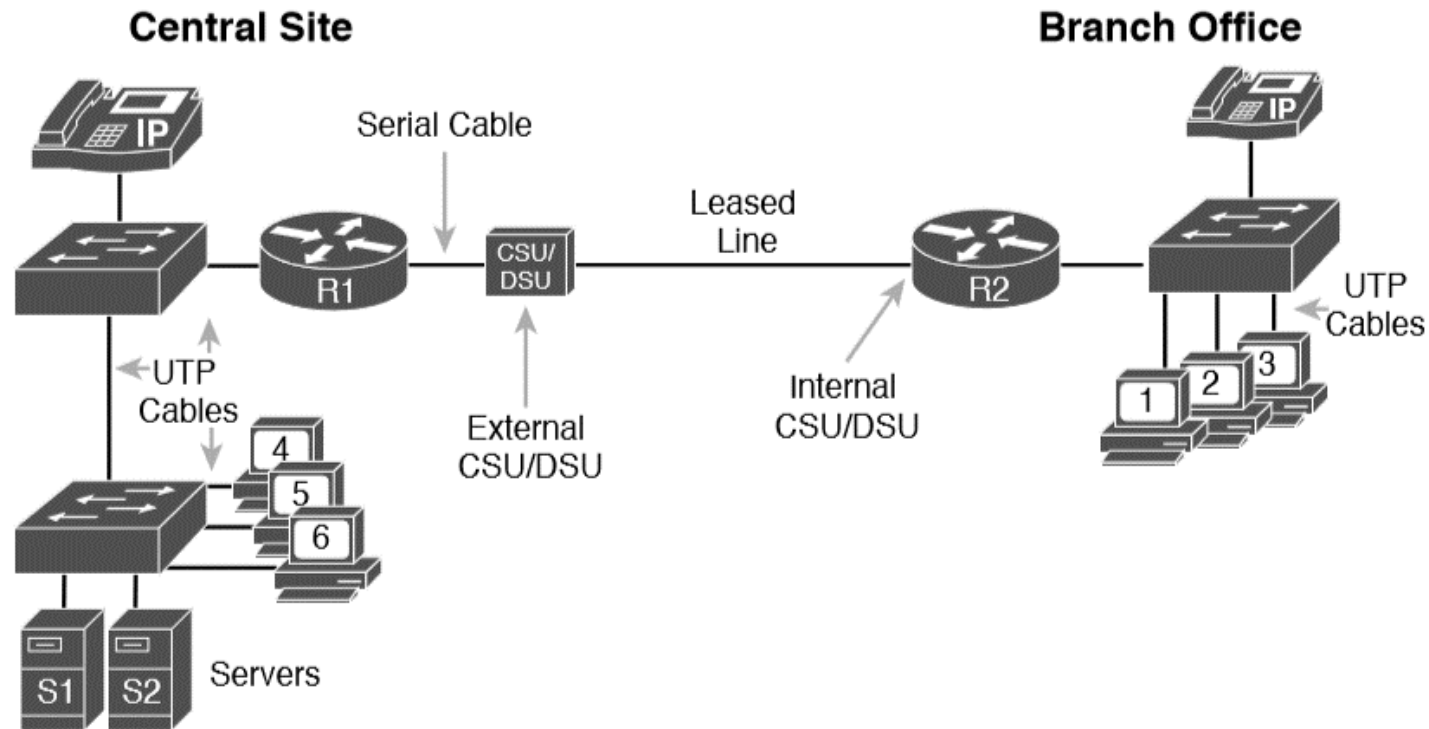 Central Site
Branch Office
IP
IP
Serial Cable
Leased
Line
CSU/
DSU
R1
R2
UTP
Cables
UTP
Cables
External
CSU/DSU
Internal
CSU/DSU
1
2
3
4
5
6
S1
S2
Servers